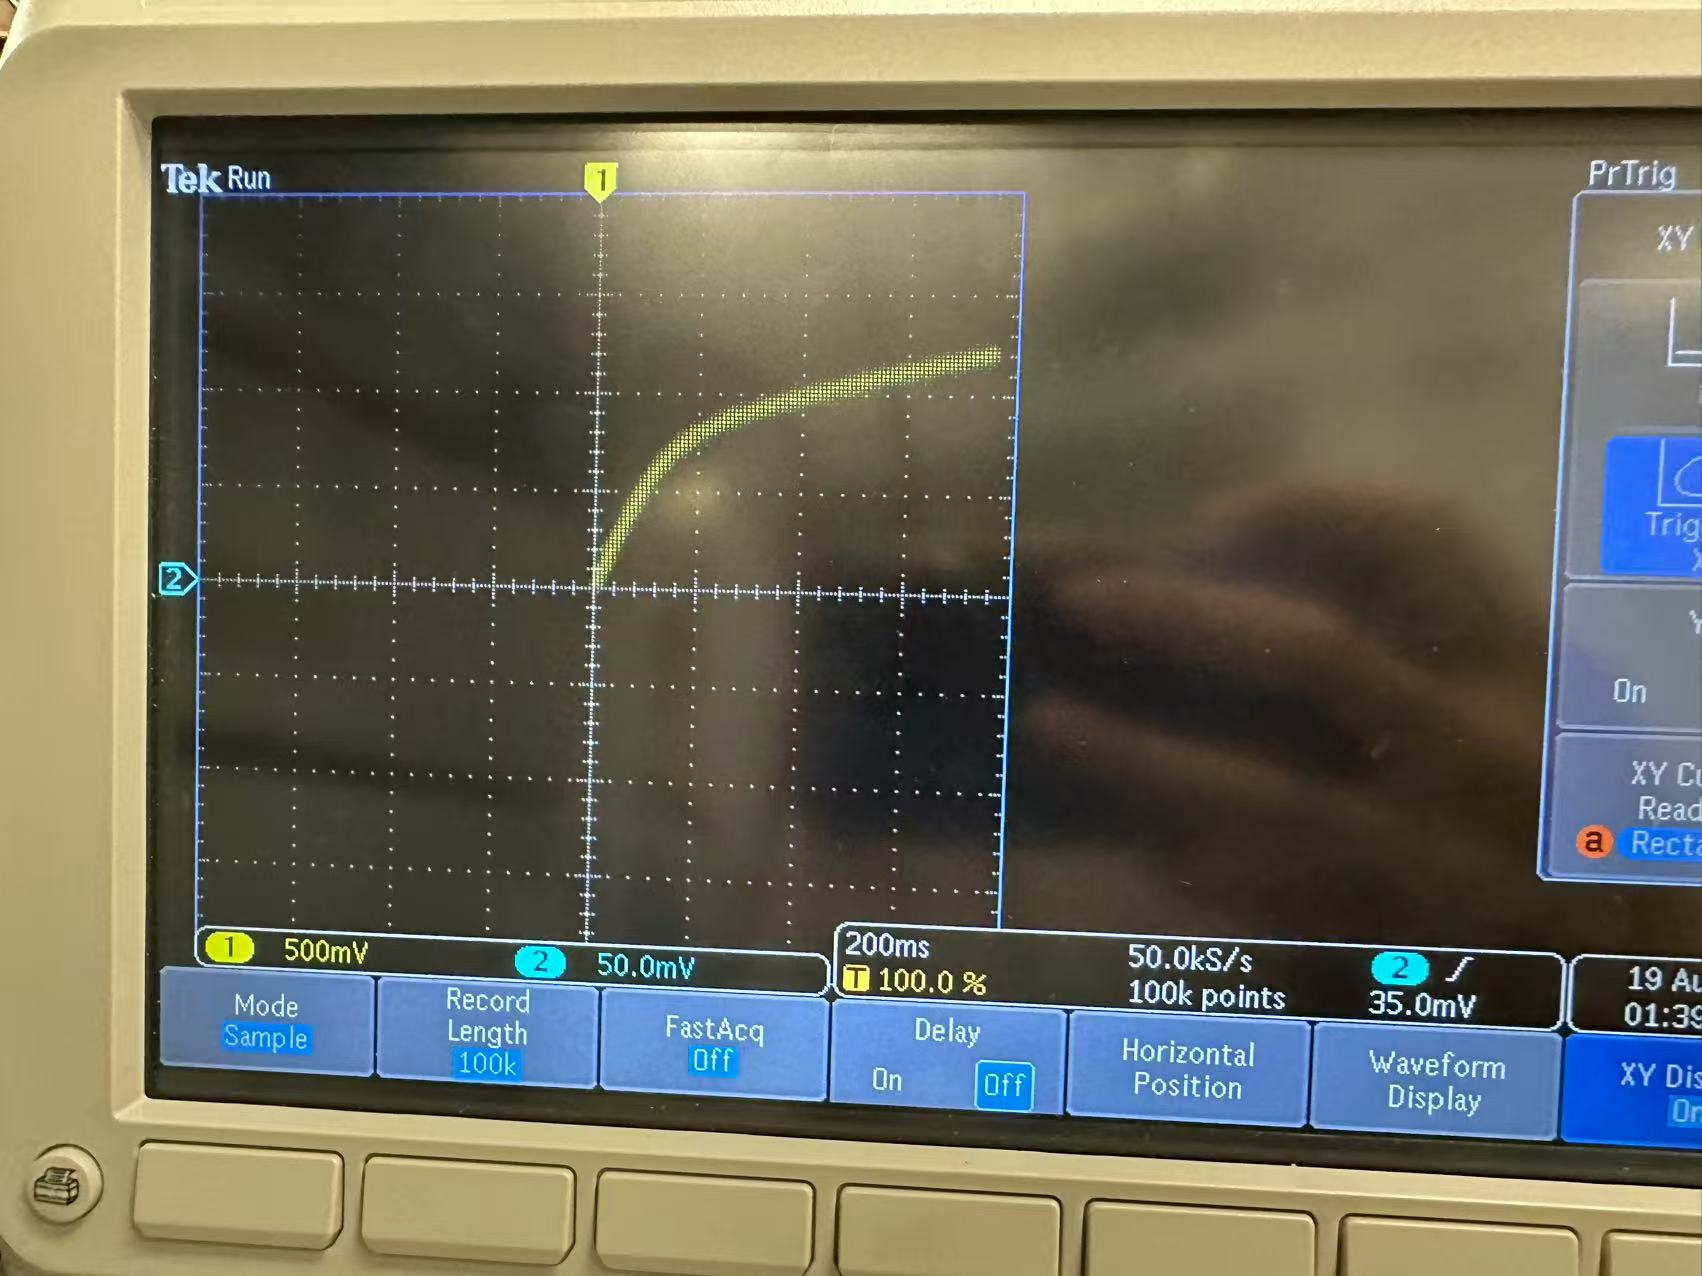 Tek Run
PrTrig
1
XY
Trig
X
2
On
XY
Read
a
1 500mV 2 50.0mV
200ms 50.0kS/s 2
T 100.0 % 100k points 35.0mV
19 Au
01:39
Mode
Sample
Record
Length
100k
FastAcq
Off
Delay
On Off
Horizontal
Position
Waveform
Display
XY Dis
On